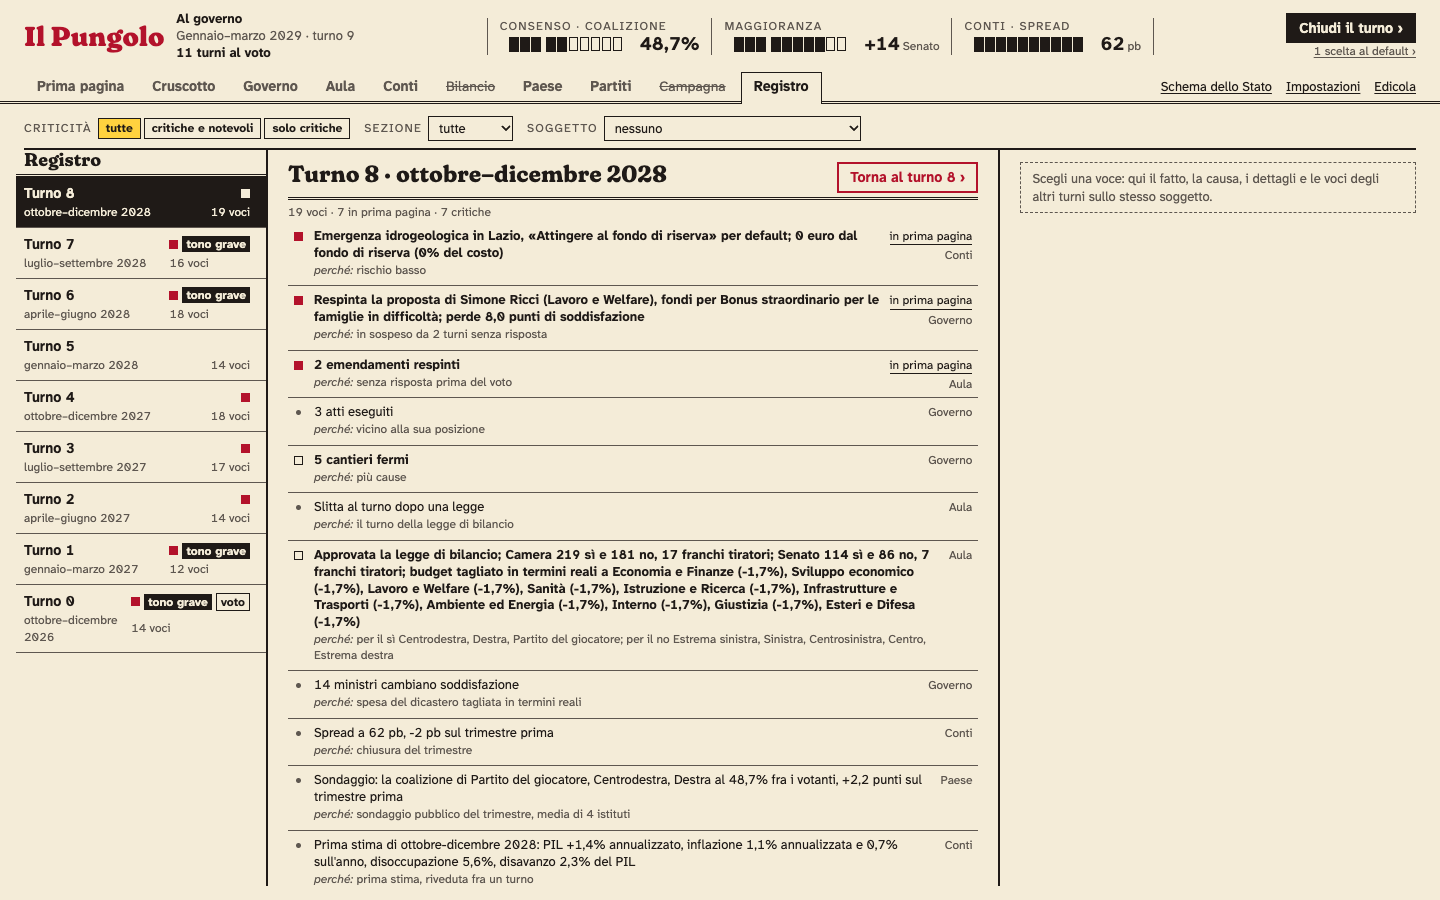 Il Pungolo
Al governo
Gennaio–marzo 2029 · turno 9
11 turni al voto
CONSENSO · COALIZIONE
48,7%
MAGGIORANZA
+14 Senato
CONTI · SPREAD
62 pb
Chiudi il turno ›
1 scelta al default ›
Prima pagina Cruscotto Governo Aula Conti Bilancio Paese Partiti Campagna Registro
Schema dello Stato Impostazioni Edicola
CRITICITÀ tutte critiche e notevoli solo critiche SEZIONE tutte SOGGETTO nessuno
Registro
Turno 8
ottobre–dicembre 2028 19 voci
Turno 7 tono grave
luglio–settembre 2028 16 voci
Turno 6 tono grave
aprile–giugno 2028 18 voci
Turno 5
gennaio–marzo 2028 14 voci
Turno 4
ottobre–dicembre 2027 18 voci
Turno 3
luglio–settembre 2027 17 voci
Turno 2
aprile–giugno 2027 14 voci
Turno 1 tono grave
gennaio–marzo 2027 12 voci
Turno 0 tono grave voto
ottobre–dicembre
2026
14 voci
Turno 8 · ottobre–dicembre 2028
Torna al turno 8 ›
19 voci · 7 in prima pagina · 7 critiche
Emergenza idrogeologica in Lazio, «Attingere al fondo di riserva» per default; 0 euro dal
fondo di riserva (0% del costo)
perché: rischio basso
in prima pagina
Conti
Respinta la proposta di Simone Ricci (Lavoro e Welfare), fondi per Bonus straordinario per le
famiglie in difficoltà; perde 8,0 punti di soddisfazione
perché: in sospeso da 2 turni senza risposta
in prima pagina
Governo
2 emendamenti respinti
perché: senza risposta prima del voto
in prima pagina
Aula
3 atti eseguiti
perché: vicino alla sua posizione
Governo
5 cantieri fermi
perché: più cause
Governo
Slitta al turno dopo una legge
perché: il turno della legge di bilancio
Aula
Approvata la legge di bilancio; Camera 219 sì e 181 no, 17 franchi tiratori; Senato 114 sì e 86 no, 7
franchi tiratori; budget tagliato in termini reali a Economia e Finanze (-1,7%), Sviluppo economico
(-1,7%), Lavoro e Welfare (-1,7%), Sanità (-1,7%), Istruzione e Ricerca (-1,7%), Infrastrutture e
Trasporti (-1,7%), Ambiente ed Energia (-1,7%), Interno (-1,7%), Giustizia (-1,7%), Esteri e Difesa
(-1,7%)
perché: per il sì Centrodestra, Destra, Partito del giocatore; per il no Estrema sinistra, Sinistra, Centrosinistra, Centro,
Estrema destra
Aula
14 ministri cambiano soddisfazione
perché: spesa del dicastero tagliata in termini reali
Governo
Spread a 62 pb, -2 pb sul trimestre prima
perché: chiusura del trimestre
Conti
Sondaggio: la coalizione di Partito del giocatore, Centrodestra, Destra al 48,7% fra i votanti, +2,2 punti sul
trimestre prima
perché: sondaggio pubblico del trimestre, media di 4 istituti
Paese
Prima stima di ottobre-dicembre 2028: PIL +1,4% annualizzato, inflazione 1,1% annualizzata e 0,7%
sull'anno, disoccupazione 5,6%, disavanzo 2,3% del PIL
perché: prima stima, riveduta fra un turno
Conti
Scegli una voce: qui il fatto, la causa, i dettagli e le voci degli
altri turni sullo stesso soggetto.